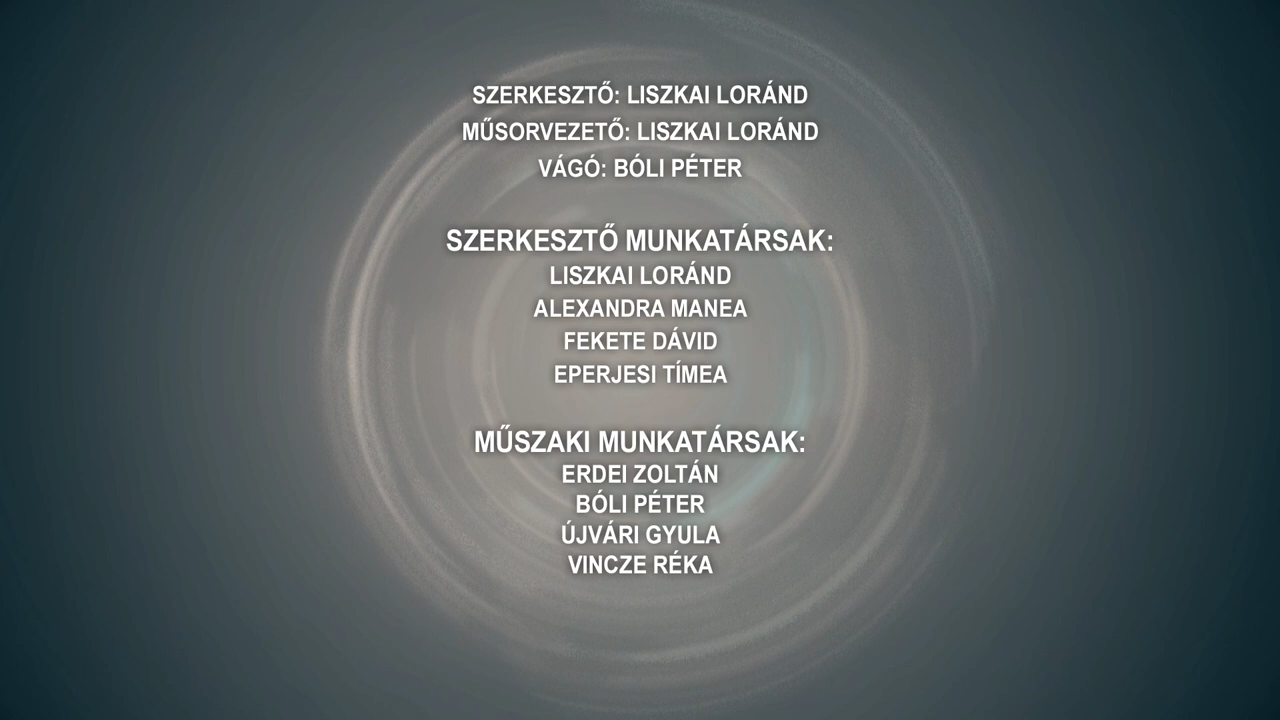 SZERKESZTŐ: LISZKAI LORÁND
MŰSORVEZETŐ: LISZKAI LORÁND
VÁGÓ: BÓLI PÉTER
SZERKESZTŐ MUNKATÁRSAK:
LISZKAI LORÁND
ALEXANDRA MANEA
FEKETE DÁVID
EPERJESI TÍMEA
MŰSZAKI MUNKATÁRSAK:
ERDEI ZOLTÁN
BÓLI PÉTER
ÚJVÁRI GYULA
VINCZE RÉKA